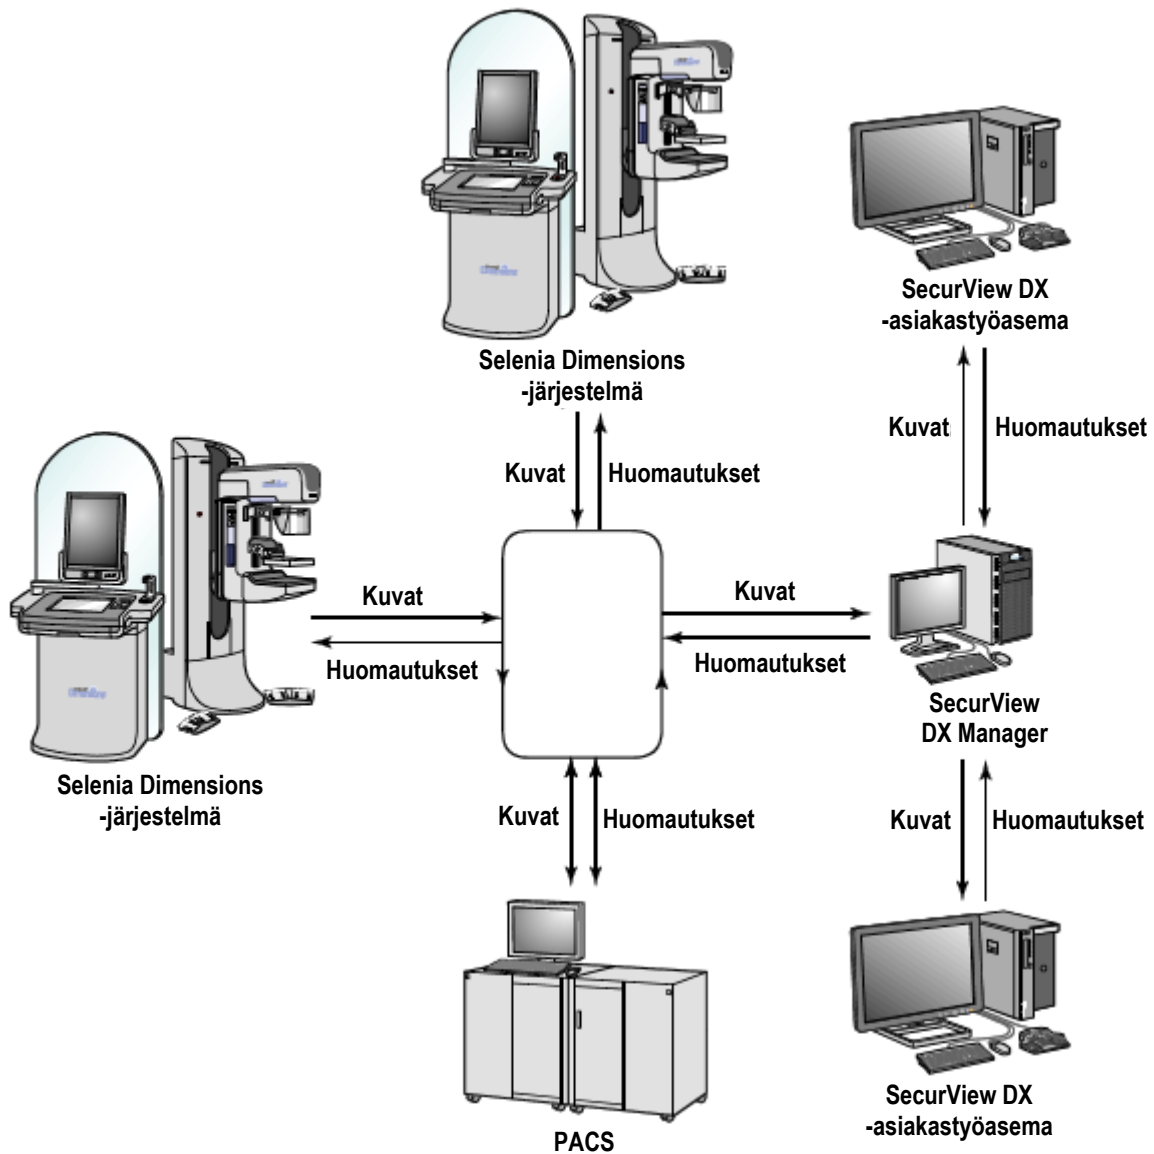 SecurView DX
-asiakastyöasema
Selenia Dimensions
-järjestelmä
Kuvat
Huomautukset
Kuvat
Huomautukset
Kuvat
Huomautukset
Kuvat
Huomautukset
SecurView
DX Manager
Selenia Dimensions
-järjestelmä
Kuvat
Huomautukset
Kuvat
Huomautukset
SecurView DX
-asiakastyöasema
PACS